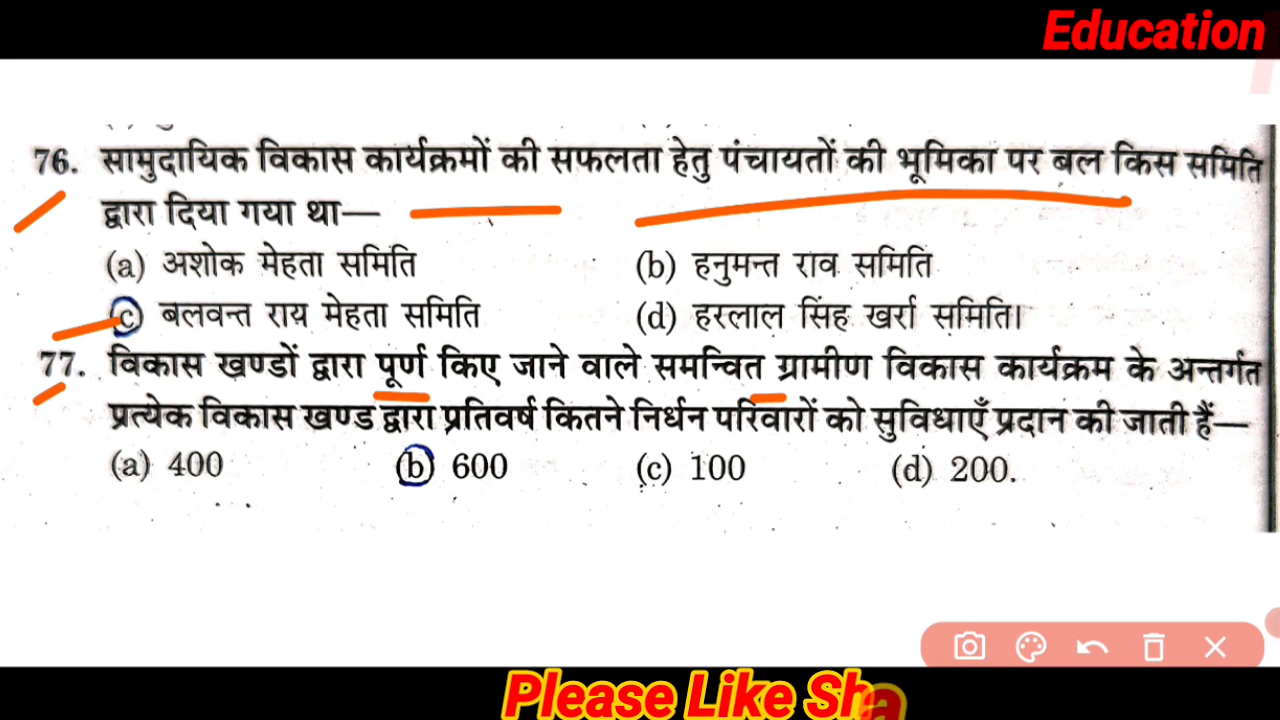 Education
76. सामुदायिक विकास कार्यक्रमों की सफलता हेतु पंचायतों की भूमिका पर बल किस समिति
द्वारा दिया गया था—
(a) अशोक मेहता समिति (b) हनुमन्त राव समिति
(c) बलवन्त राय मेहता समिति (d) हरलाल सिंह खर्रा समिति।
77. विकास खण्डों द्वारा पूर्ण किए जाने वाले समन्वित ग्रामीण विकास कार्यक्रम के अन्तर्गत
प्रत्येक विकास खण्ड द्वारा प्रतिवर्ष कितने निर्धन परिवारों को सुविधाएँ प्रदान की जाती हैं—
(a) 400 (b) 600 (c) 100 (d) 200.
Please Like Sha